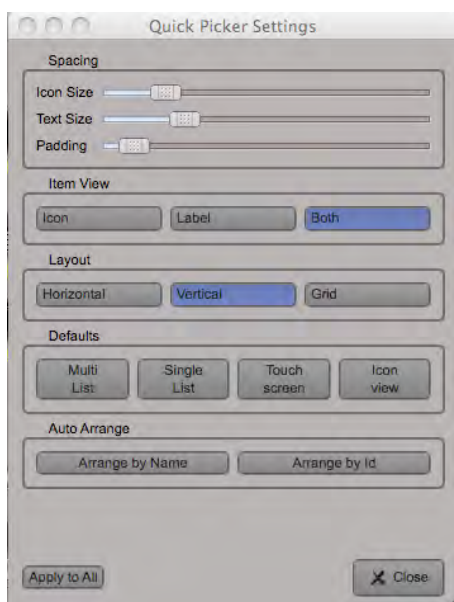 Quick Picker Settings
Spacing
Icon Size
Text Size
Padding
Item View
Icon Label Both
Layout
Horizontal Vertical Grid
Defaults
Multi Single Touch Icon
List List screen view
Auto Arrange
Arrange by Name Arrange by Id
Apply to All Close